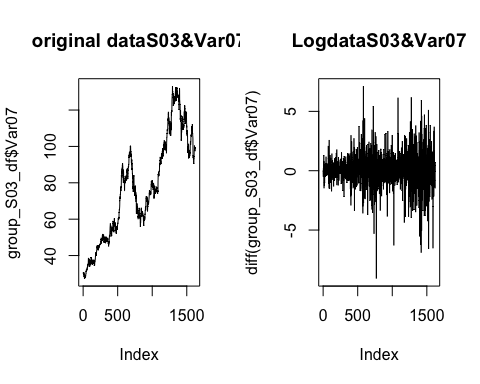 original dataS03&Var07
group_S03_df$Var07
40 60 80 100
0 500 1500
Index
LogdataS03&Var07
diff(group_S03_df$Var07)
-5 0 5
0 500 1500
Index